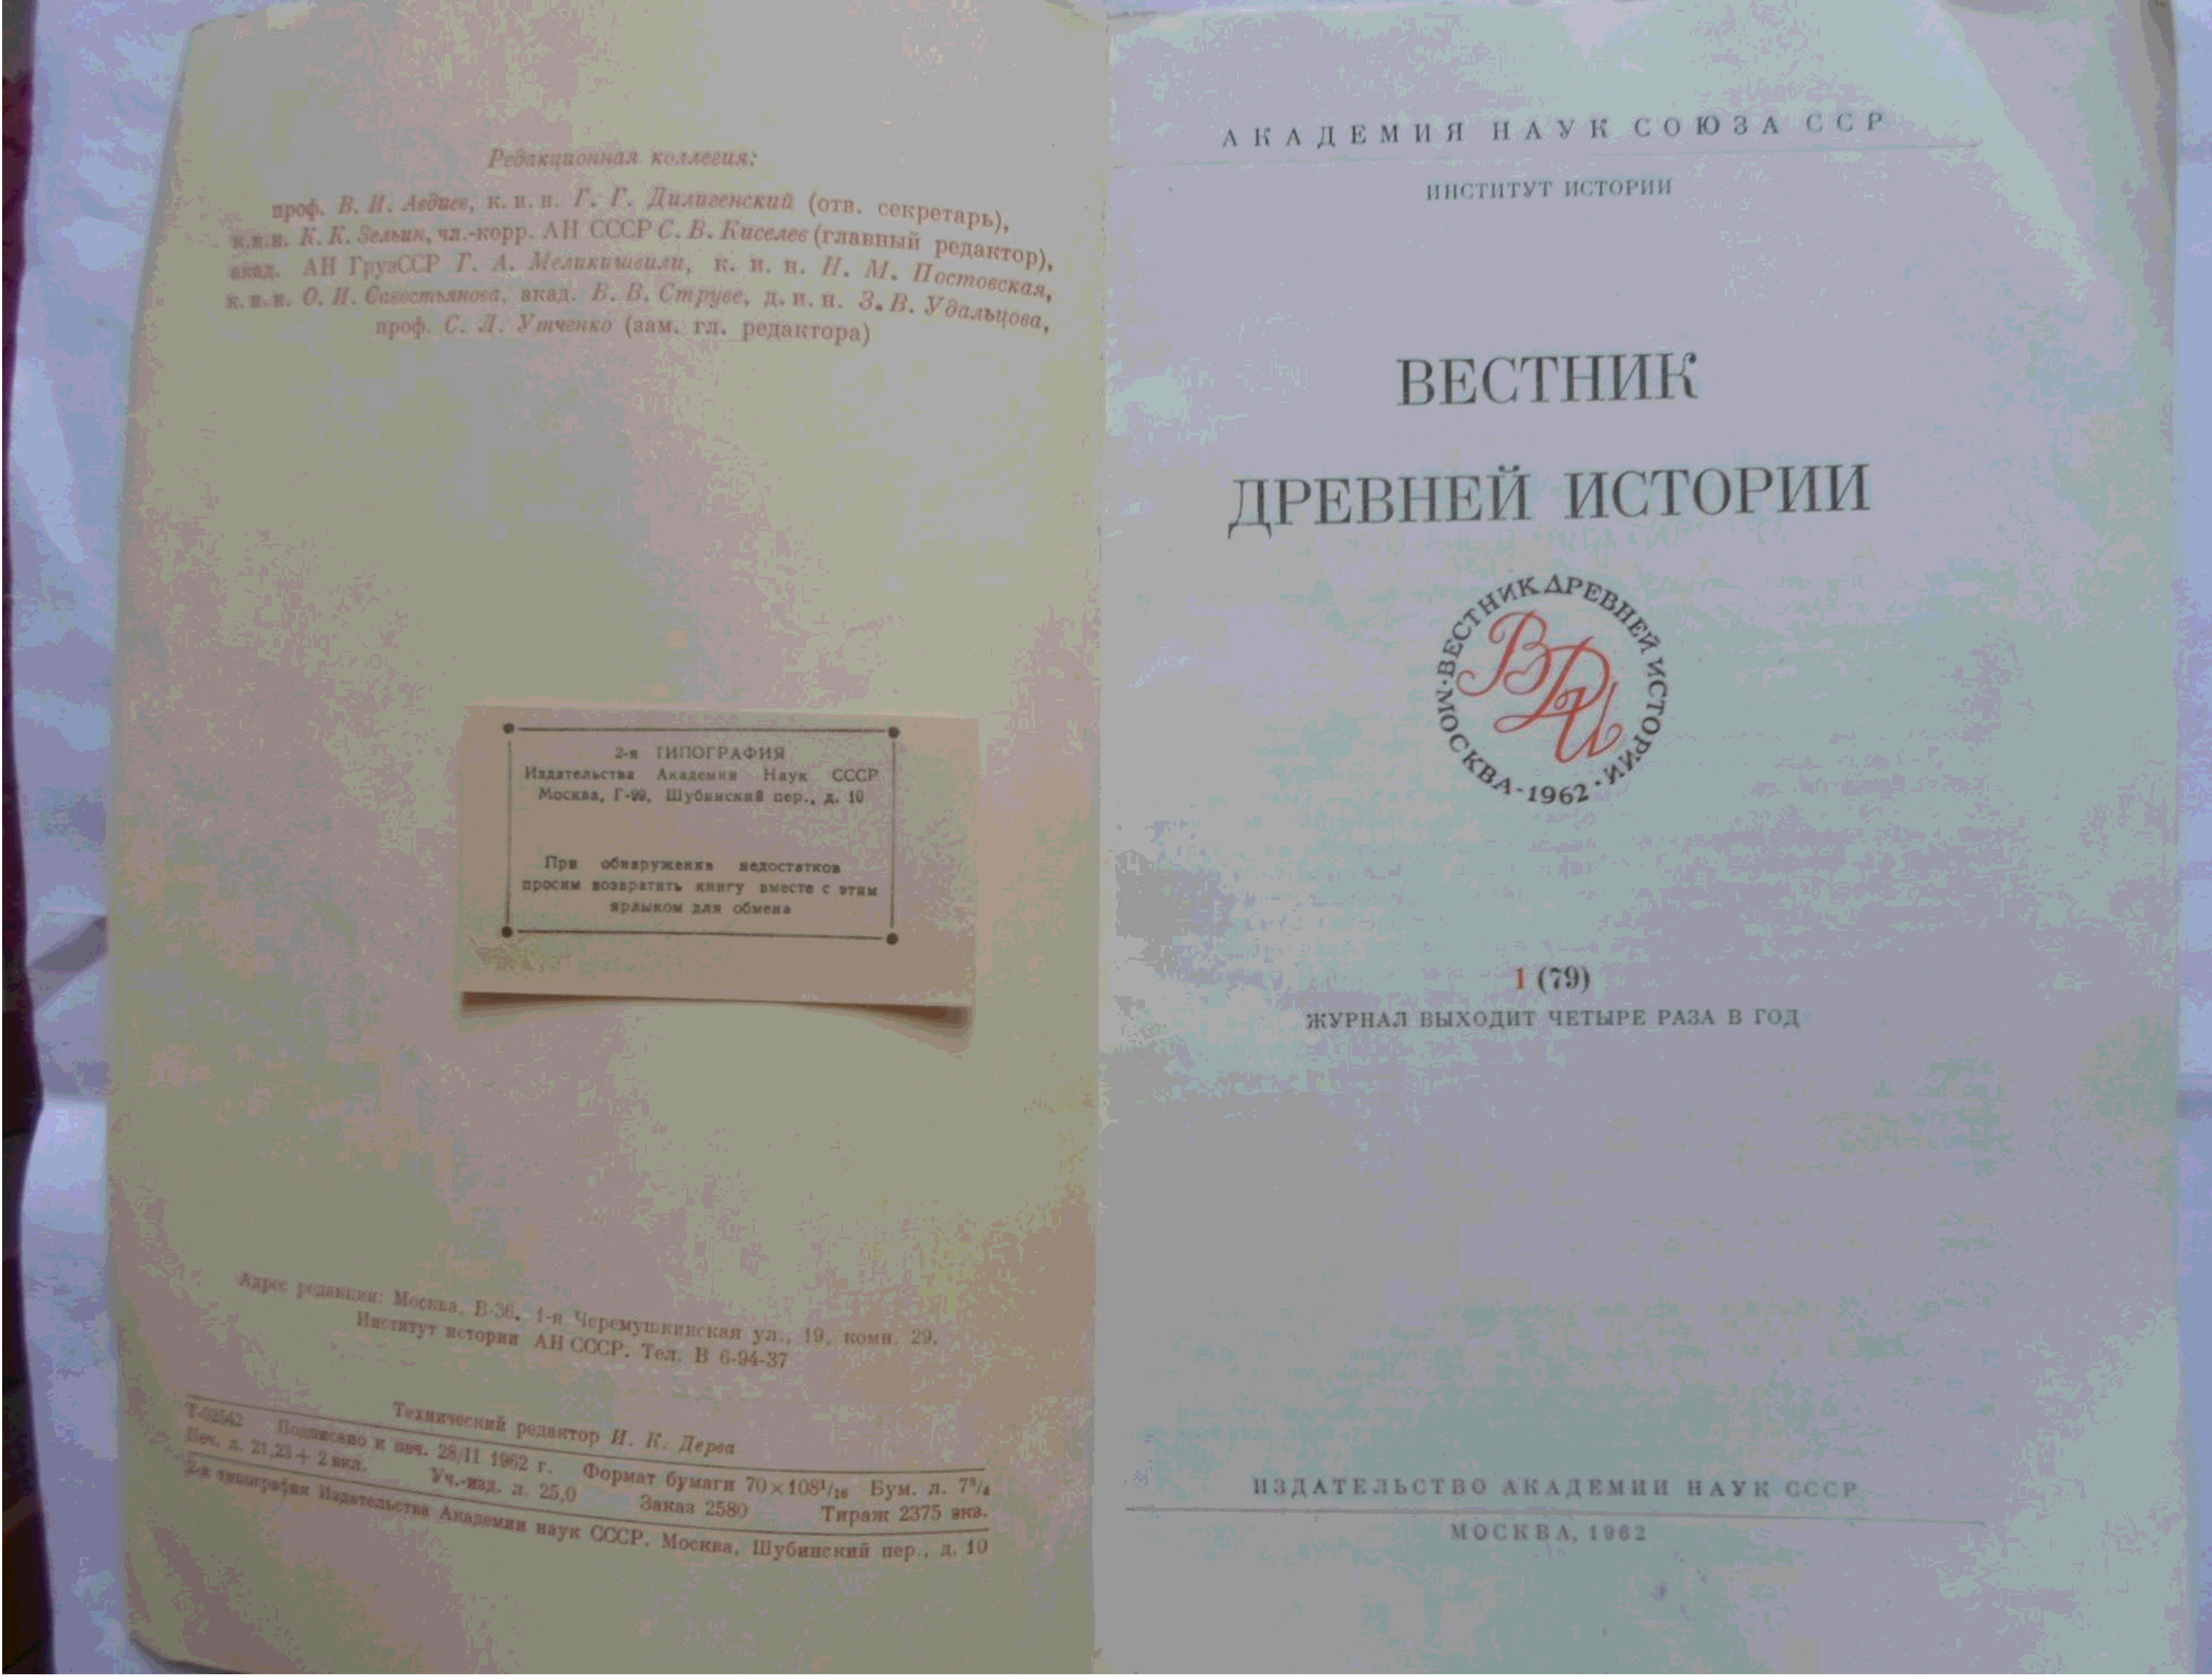 Редакционная коллегия:
проф. В. И. Авдиев, к. и. н. Г. Г. Дилигенский (отв. секретарь),
к.и.н. К. К. Зельин, чл.-корр. АН СССР С. В. Киселев (главный редактор),
акад. АН ГрузССР Г. А. Меликишвили, к. и. н. Н. М. Постовская,
к. и. н. О. И. Савостьянова, акад. В. В. Струве, д. и. н. З. В. Удальцова,
проф. С. Л. Утченко (зам. гл. редактора)
2-я ТИПОГРАФИЯ
Издательства Академии Наук СССР
Москва, Г-99, Шубинский пер., д. 10
При обнаружении недостатков
просим возвратить книгу вместе с этим
ярлыком для обмена
Адрес редакции: Москва, В-36, 1-я Черемушкинская ул., 19, комн. 29.
Институт истории АН СССР. Тел. В 6-94-37
Технический редактор И. К. Дерва
Т-02542 Подписано к печ. 28/II 1962 г. Формат бумаги 70×108¹/₁₆ Бум. л. 7³/₄
Печ. л. 21,23+2 вкл. Уч.-изд. л. 25,0 Заказ 2580 Тираж 2375 экз.
2-я типография Издательства Академии наук СССР. Москва, Шубинский пер., д. 10
АКАДЕМИЯ НАУК СОЮЗА ССР
ИНСТИТУТ ИСТОРИИ
ВЕСТНИК
ДРЕВНЕЙ ИСТОРИИ
ВЕСТНИК ДРЕВНЕЙ ИСТОРИИ · МОСКВА - 1962 ·
ВДИ
1 (79)
ЖУРНАЛ ВЫХОДИТ ЧЕТЫРЕ РАЗА В ГОД
ИЗДАТЕЛЬСТВО АКАДЕМИИ НАУК СССР
МОСКВА, 1962